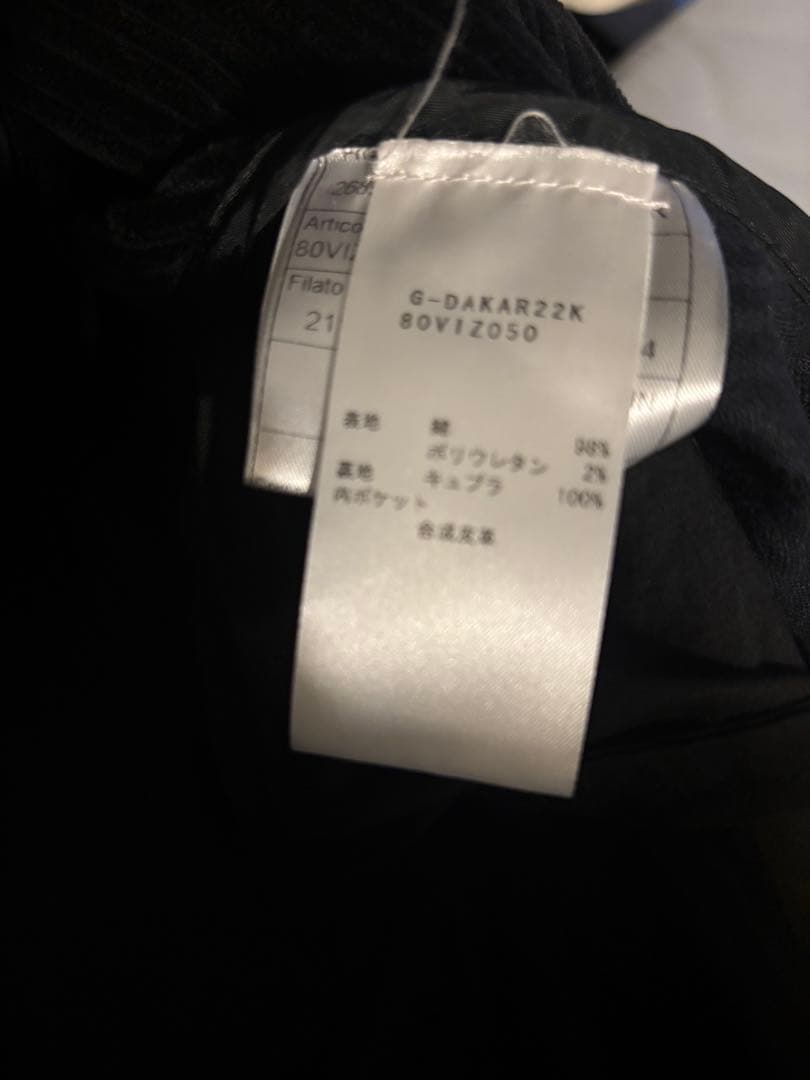 Artico
80VI
Filato
21
4
G-DAKAR22K
80VIZ050
表地 綿 98%
ポリウレタン 2%
裏地 キュプラ 100%
内ポケット
合成皮革